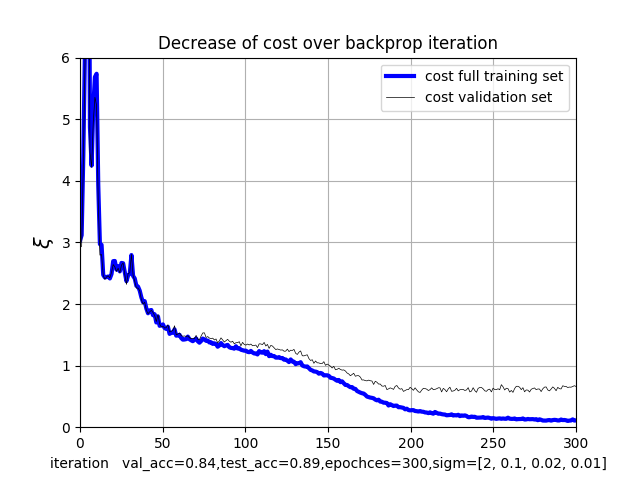 Decrease of cost over backprop iteration
cost full training set
cost validation set
6
5
4
3
2
1
0
ξ
0 50 100 150 200 250 300
iteration val_acc=0.84,test_acc=0.89,epochces=300,sigm=[2, 0.1, 0.02, 0.01]